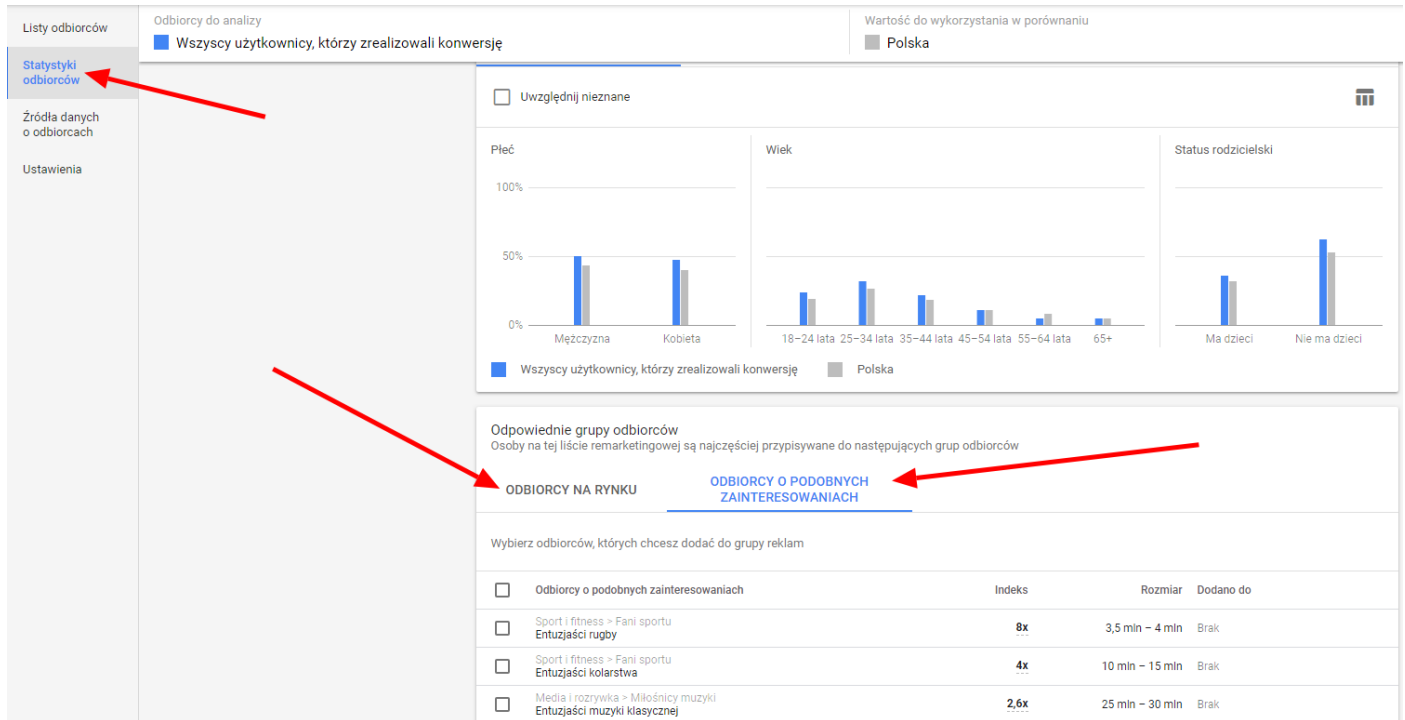 Listy odbiorców
Statystyki
odbiorców
Źródła danych
o odbiorcach
Ustawienia
Odbiorcy do analizy
Wszyscy użytkownicy, którzy zrealizowali konwersję
Wartość do wykorzystania w porównaniu
Polska
Uwzględnij nieznane
Płeć
100%
50%
0%
Mężczyzna Kobieta
Wiek
18–24 lata 25–34 lata 35–44 lata 45–54 lata 55–64 lata 65+
Status rodzicielski
Ma dzieci Nie ma dzieci
Wszyscy użytkownicy, którzy zrealizowali konwersję Polska
Odpowiednie grupy odbiorców
Osoby na tej liście remarketingowej są najczęściej przypisywane do następujących grup odbiorców
ODBIORCY NA RYNKU
ODBIORCY O PODOBNYCH
ZAINTERESOWANIACH
Wybierz odbiorców, których chcesz dodać do grupy reklam
Odbiorcy o podobnych zainteresowaniach Indeks Rozmiar Dodano do
Sport i fitness > Fani sportu
Entuzjaści rugby 8x 3,5 mln – 4 mln Brak
Sport i fitness > Fani sportu
Entuzjaści kolarstwa 4x 10 mln – 15 mln Brak
Media i rozrywka > Miłośnicy muzyki
Entuzjaści muzyki klasycznej 2,6x 25 mln – 30 mln Brak